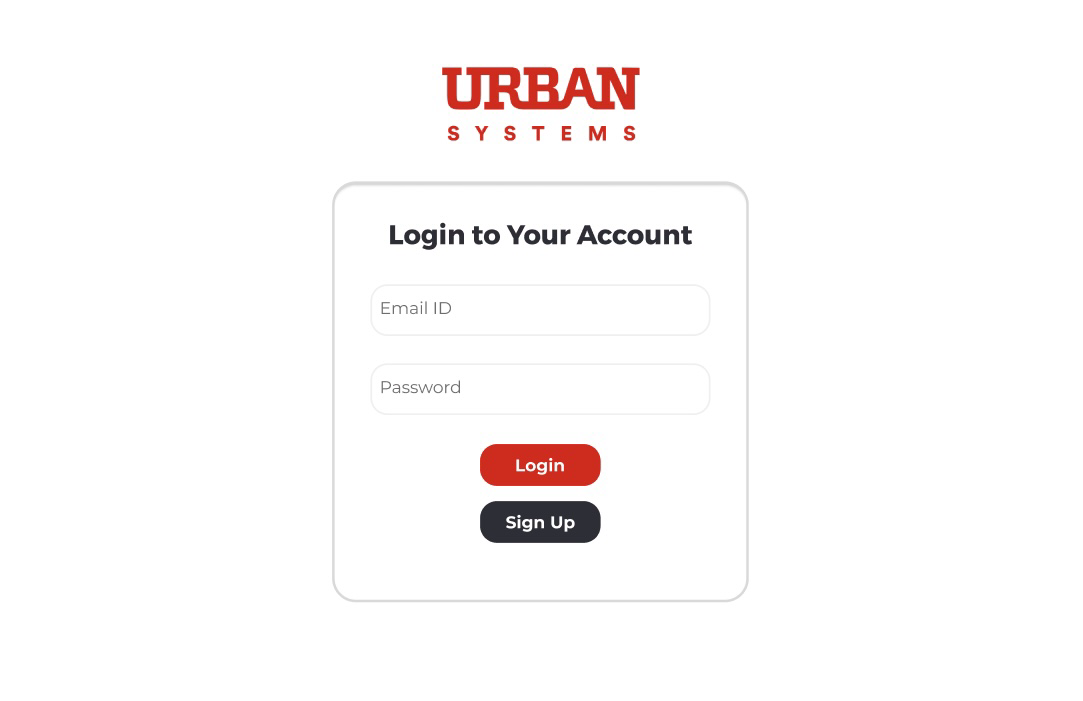 URBAN
SYSTEMS
Login to Your Account
Email ID
Password
Login
Sign Up